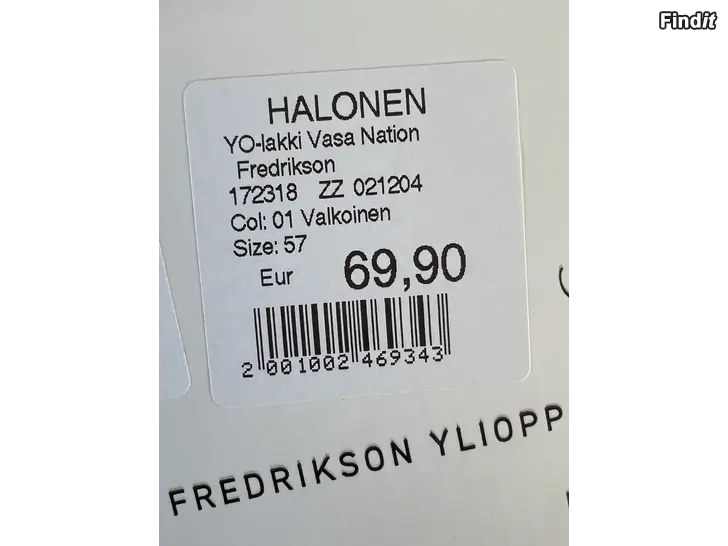 Findit
HALONEN
YO-lakki Vasa Nation
Fredrikson
172318 ZZ 021204
Col: 01 Valkoinen
Size: 57
Eur 69,90
2 001002 469343
FREDRIKSON YLIOPP